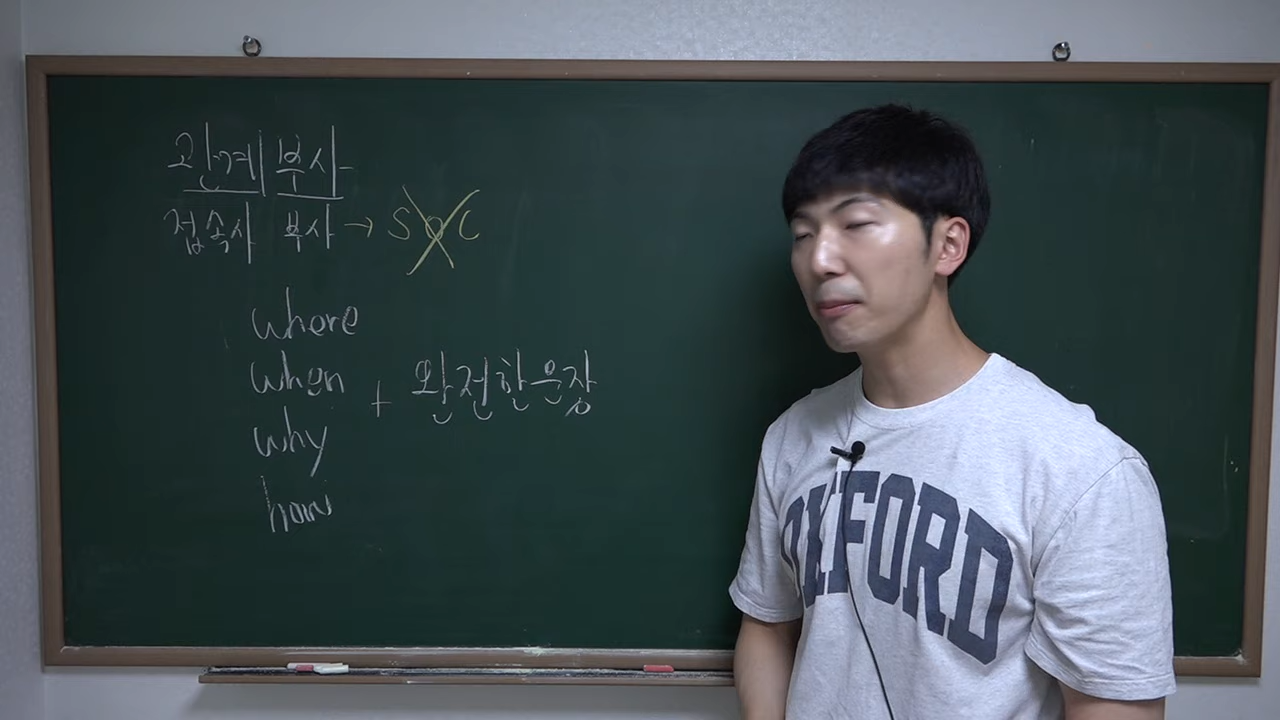 관계부사
접속사 부사 → S O C
where
when
why
how
+ 완전한문장
OXFORD